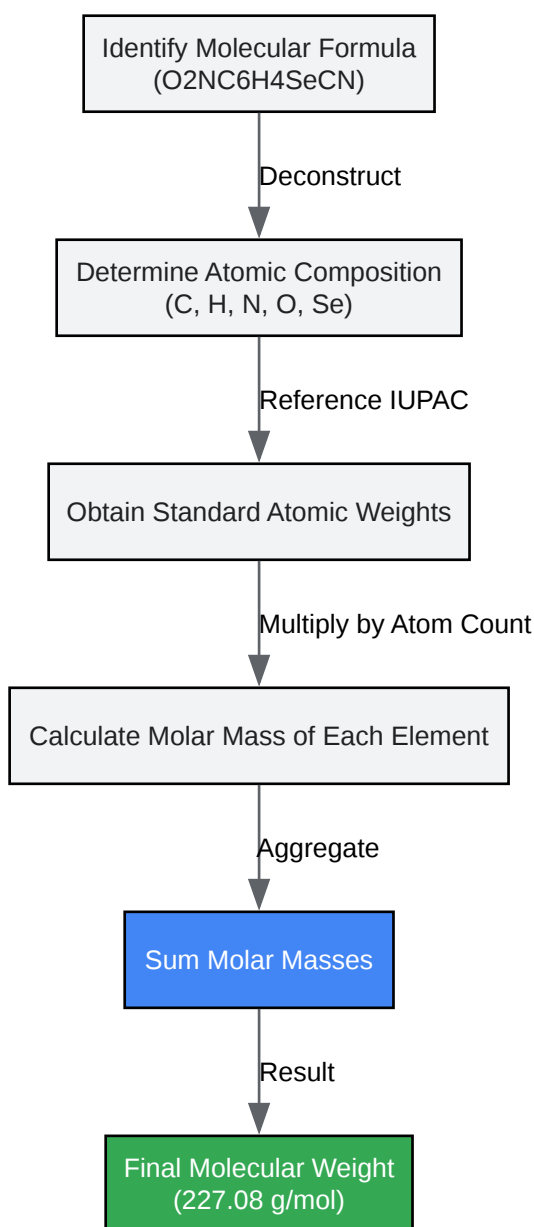 Identify Molecular Formula
(O2NC6H4SeCN)
Deconstruct
Determine Atomic Composition
(C, H, N, O, Se)
Reference IUPAC
Obtain Standard Atomic Weights
Multiply by Atom Count
Calculate Molar Mass of Each Element
Aggregate
Sum Molar Masses
Result
Final Molecular Weight
(227.08 g/mol)